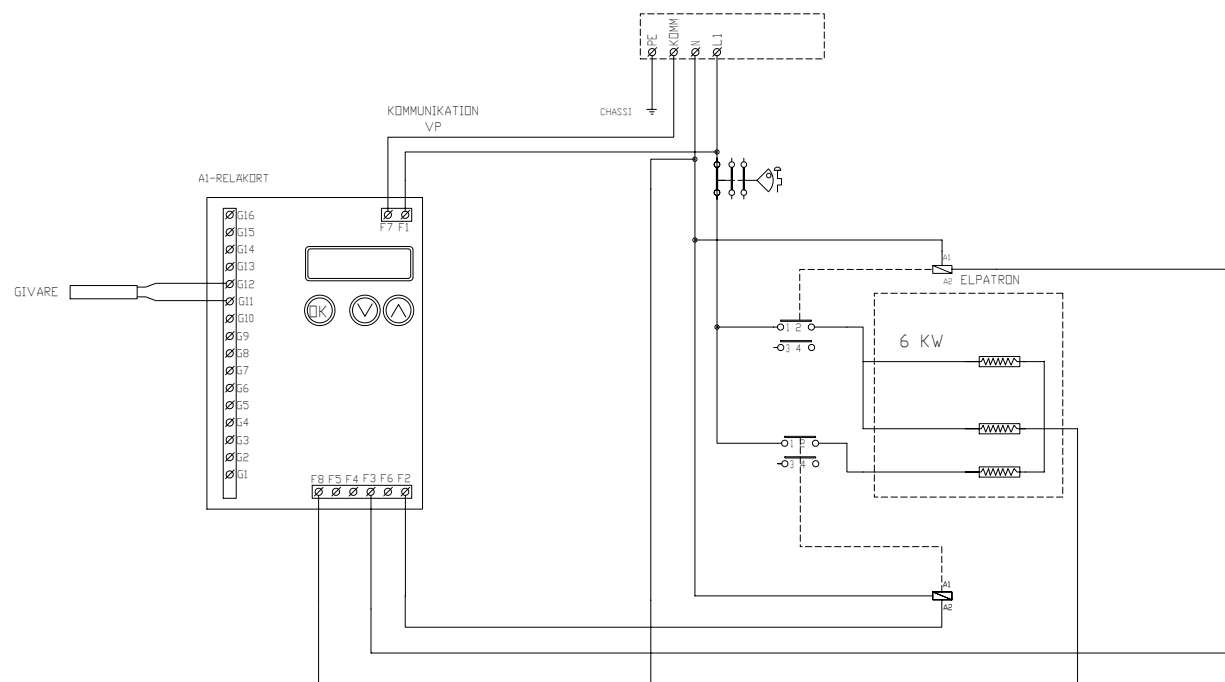 PE
KOMM
N
L1
KOMMUNIKATION
VP
CHASSI
A1-RELÄKORT
G16
G15
G14
G13
G12
G11
G10
G9
G8
G7
G6
G5
G4
G3
G2
G1
F7 F1
OK
GIVARE
F8 F5 F4 F3 F6 F2
A1
A2
ELPATRON
6 KW
1 2
3 4
1 2
3 4
A1
A2